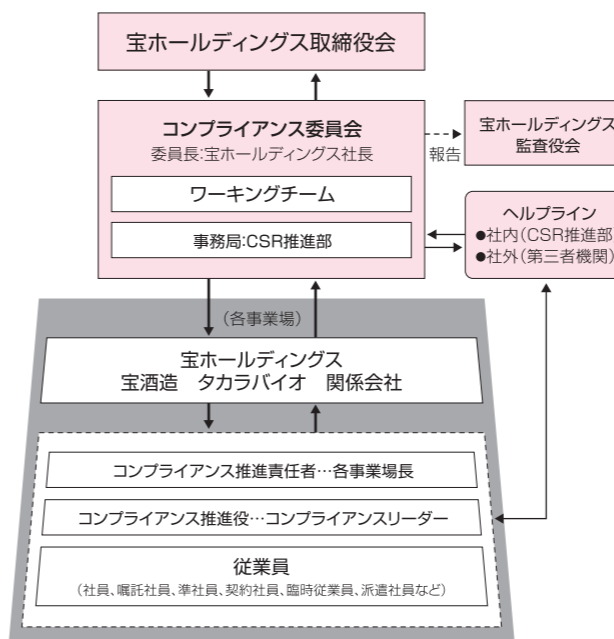 宝ホールディングス取締役会
コンプライアンス委員会
委員長:宝ホールディングス社長
ワーキングチーム
事務局:CSR推進部
報告
宝ホールディングス
監査役会
ヘルプライン
●社内(CSR推進部)
●社外(第三者機関)
(各事業場)
宝ホールディングス
宝酒造 タカラバイオ 関係会社
コンプライアンス推進責任者…各事業場長
コンプライアンス推進役…コンプライアンスリーダー
従業員
(社員、嘱託社員、準社員、契約社員、臨時従業員、派遣社員など)